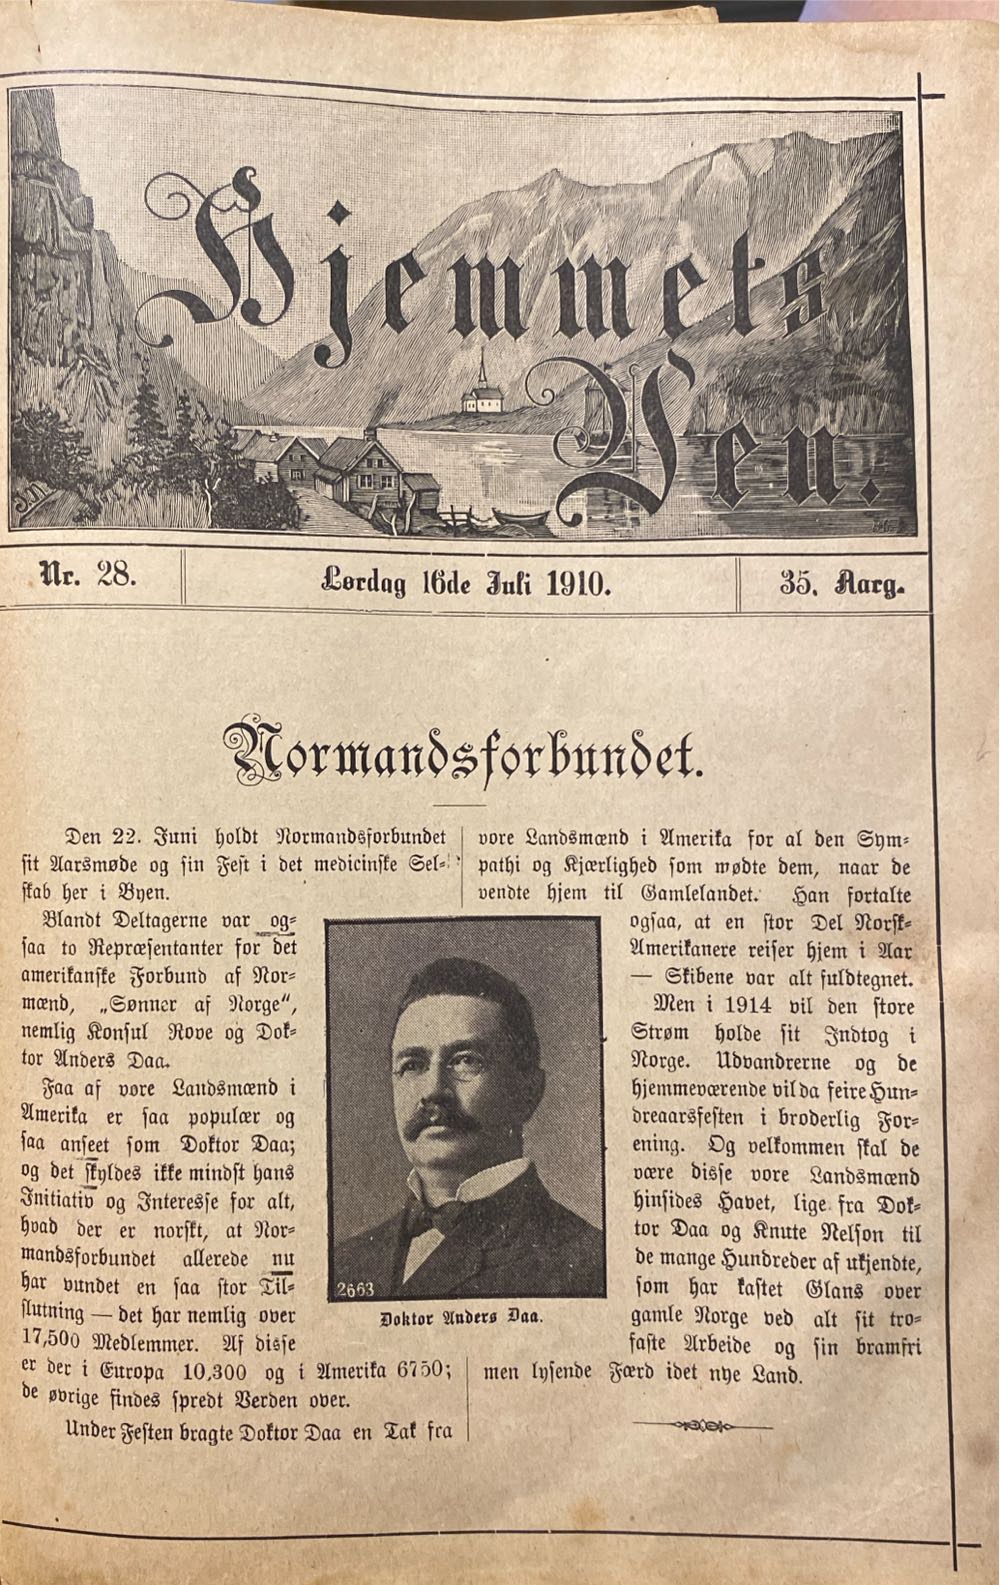 Hjemmets
Ven.
Nr. 28.
Lørdag 16de Juli 1910.
35. Aarg.
Normandsforbundet.
Den 22. Juni holdt Normandsforbundet
sit Aarsmøde og sin Fest i det medicinske Sel-
skab her i Byen.
Blandt Deltagerne var og-
saa to Repræsentanter for det
amerikanske Forbund af Nor-
mænd, „Sønner af Norge“,
nemlig Konsul Rove og Dok-
tor Anders Daa.
Faa af vore Landsmænd i
Amerika er saa populær og
saa anseet som Doktor Daa;
og det skyldes ikke mindst hans
Initiativ og Interesse for alt,
hvad der er norskt, at Nor-
mandsforbundet allerede nu
har vundet en saa stor Til-
slutning — det har nemlig over
17,500 Medlemmer. Af disse
er der i Europa 10,300 og i Amerika 6750;
de øvrige findes spredt Verden over.
Under Festen bragte Doktor Daa en Tak fra
vore Landsmænd i Amerika for al den Sym-
pathi og Kjærlighed som mødte dem, naar de
vendte hjem til Gamlelandet. Han fortalte
ogsaa, at en stor Del Norsk-
Amerikanere reiser hjem i Aar
— Skibene var alt fuldtegnet.
Men i 1914 vil den store
Strøm holde sit Indtog i
Norge. Udvandrerne og de
hjemmeværende vil da feire Hun-
dreaarsfesten i broderlig For-
ening. Og velkommen skal de
være disse vore Landsmænd
hinsides Havet, lige fra Dok-
tor Daa og Knute Nelson til
de mange Hundreder af ukjendte,
som har kastet Glans over
gamle Norge ved alt sit tro-
faste Arbeide og sin bramfri
men lysende Færd idet nye Land.
2663
Doktor Anders Daa.